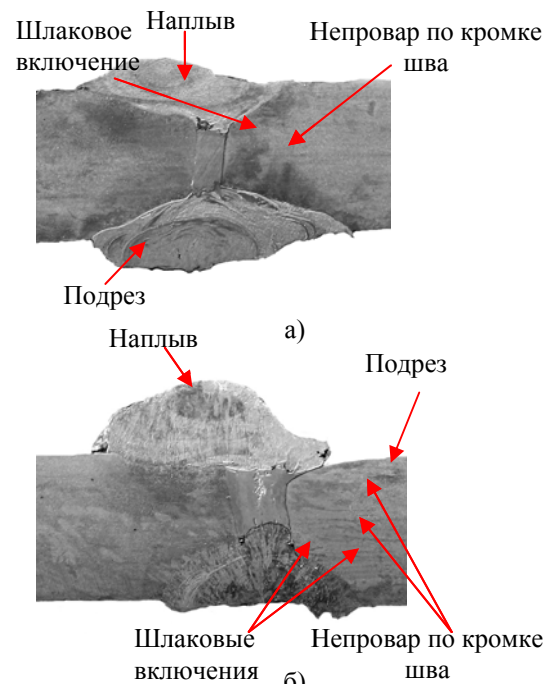 Шлаковое
включение
Наплыв
Непровар по кромке
шва
Подрез
а)
Наплыв
Подрез
Шлаковые
включения
Непровар по кромке
шва
б)